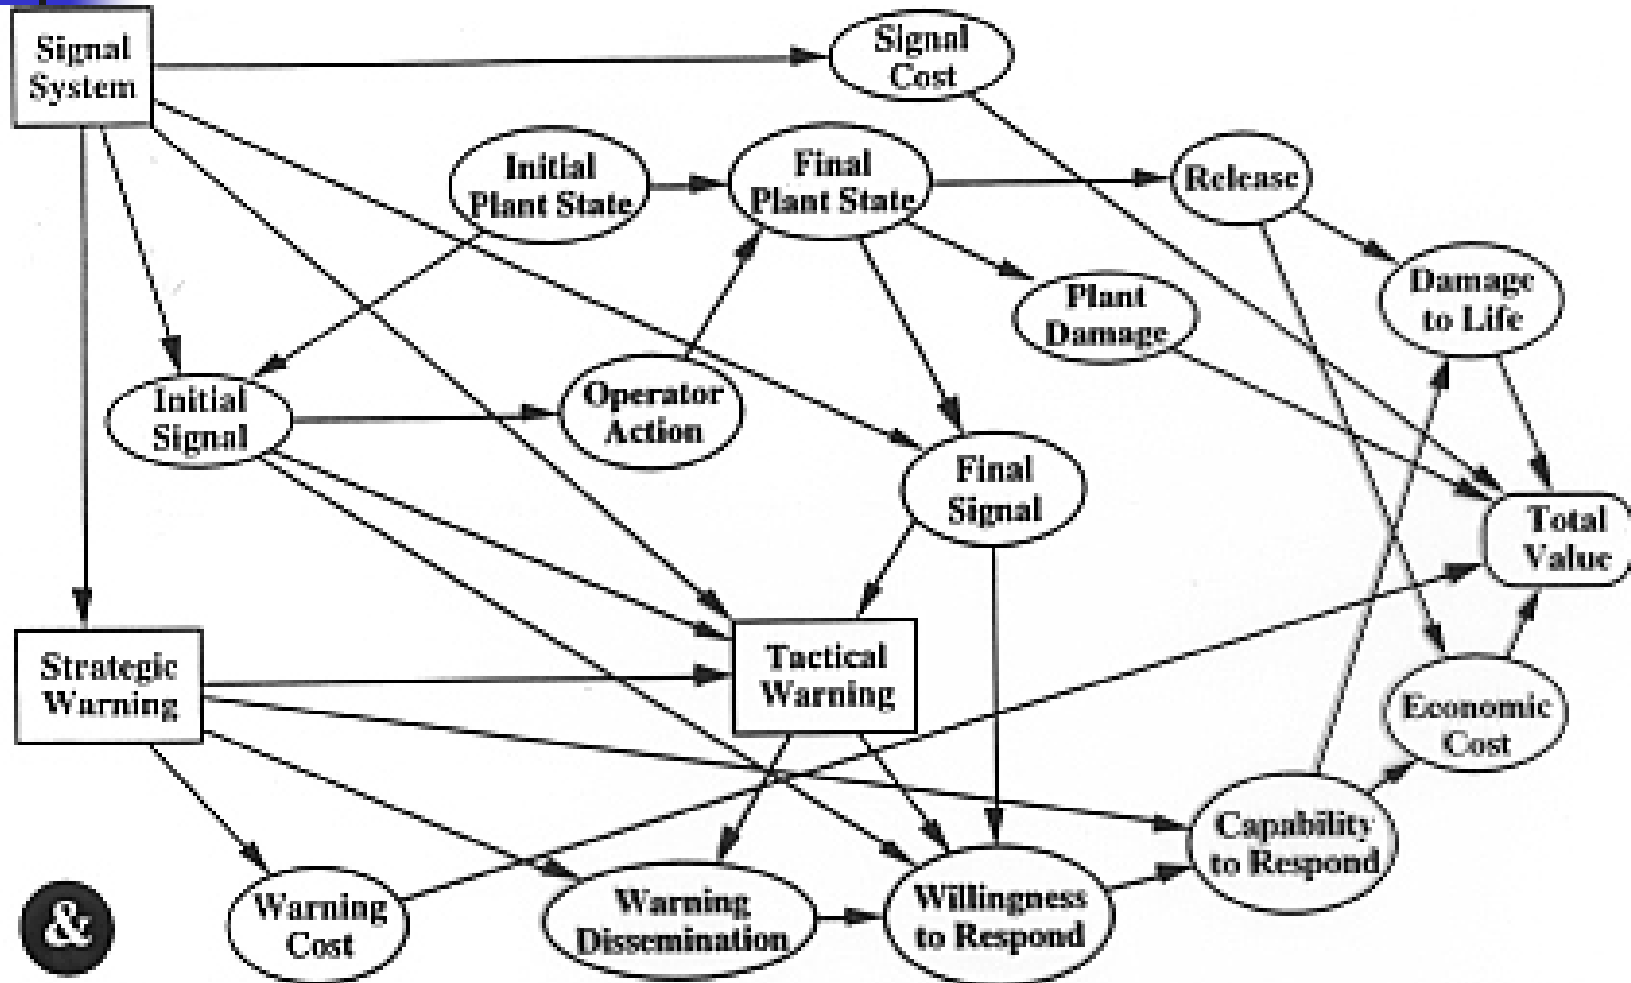 Signal
System
Signal
Cost
Initial
Plant State
Final
Plant State
Release
Damage
to Life
Plant
Damage
Initial
Signal
Operator
Action
Final
Signal
Total
Value
Strategic
Warning
Tactical
Warning
Economic
Cost
Capability
to Respond
Warning
Cost
Warning
Dissemination
Willingness
to Respond
&